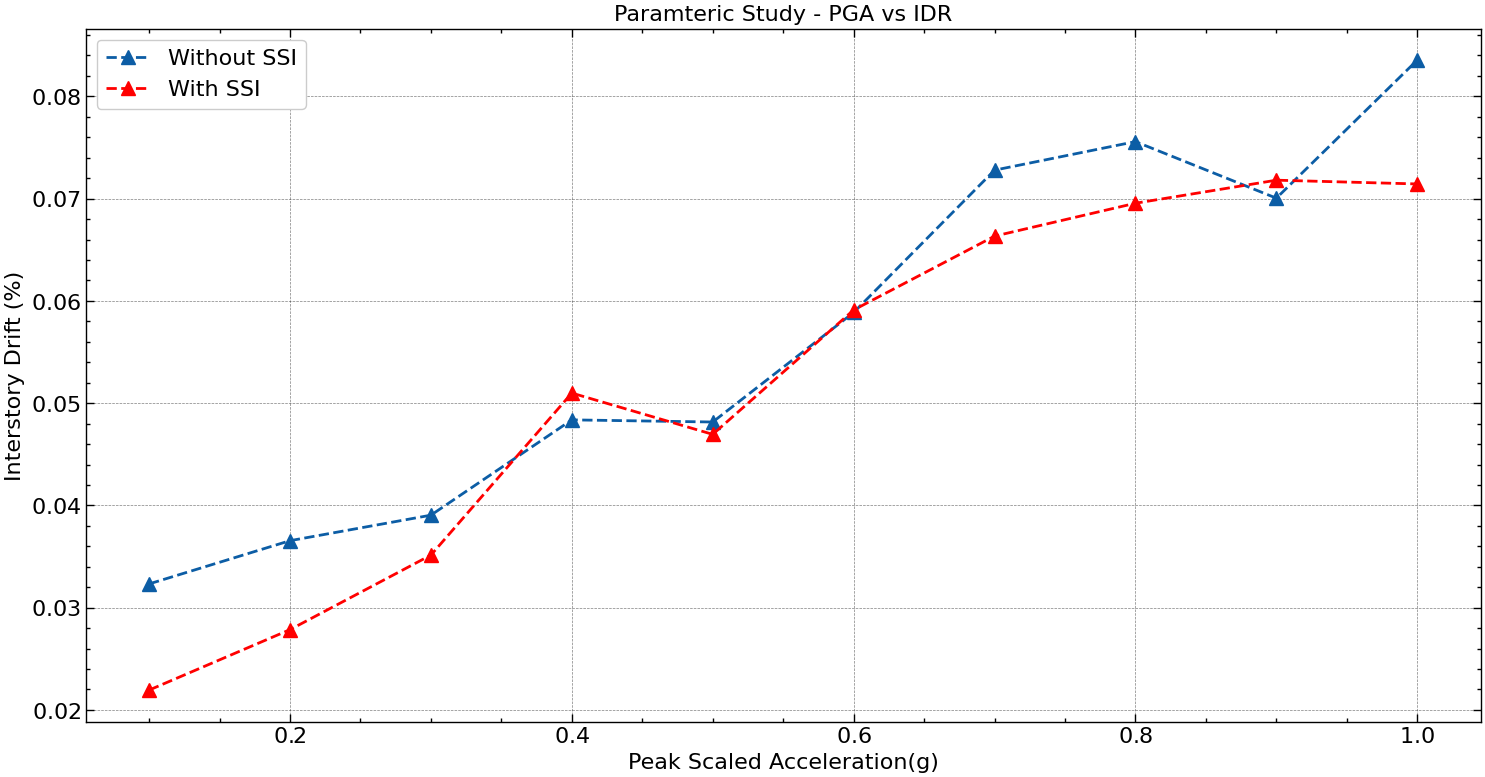 Paramteric Study - PGA vs IDR
Without SSI
With SSI
0.08
0.07
0.06
0.05
0.04
0.03
0.02
Interstory Drift (%)
0.2 0.4 0.6 0.8 1.0
Peak Scaled Acceleration(g)